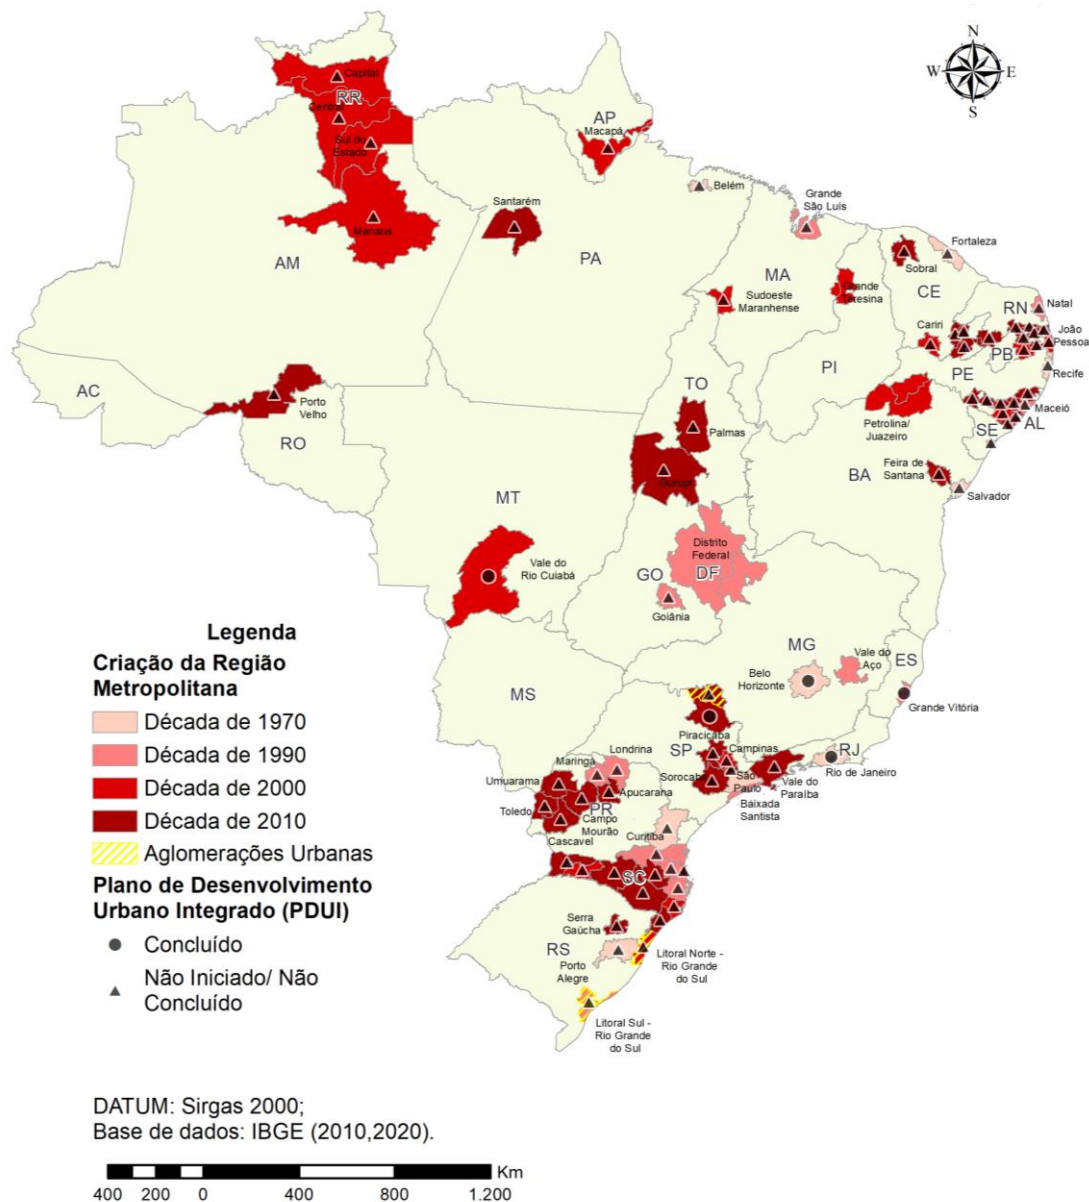 N
W
E
S
Capital
RR
Central
Sul do
Estado
AP
Macapá
Belém
Santarém
Grande
São Luis
Manaus
Fortaleza
AM
PA
MA
Sobral
CE
Sudoeste
Maranhense
Grande
Teresina
Natal
RN
Cariri
João
Pessoa
PB
PI
PE
Recife
AC
Porto
Velho
TO
Petrolina/
Juazeiro
Maceió
AL
SE
RO
Palmas
BA
Feira de
Santana
Gurupi
Salvador
MT
Distrito
Federal
DF
Vale do
Rio Cuiabá
GO
Goiânia
MG
Vale do
Aço
ES
Belo
Horizonte
MS
Grande Vitória
Piracicaba
RJ
Rio de Janeiro
SP
Campinas
Londrina
Maringá
Sorocaba
São
Paulo
Vale do
Paraíba
Umuarama
Apucarana
Baixada
Santista
Toledo
PR
Campo
Mourão
Curitiba
Cascavel
SC
Serra
Gaúcha
RS
Porto
Alegre
Litoral Norte -
Rio Grande
do Sul
Litoral Sul -
Rio Grande
do Sul
Legenda
Criação da Região
Metropolitana
Década de 1970
Década de 1990
Década de 2000
Década de 2010
Aglomerações Urbanas
Plano de Desenvolvimento
Urbano Integrado (PDUI)
Concluído
Não Iniciado/ Não
Concluído
DATUM: Sirgas 2000;
Base de dados: IBGE (2010,2020).
Km
400 200 0 400 800 1.200